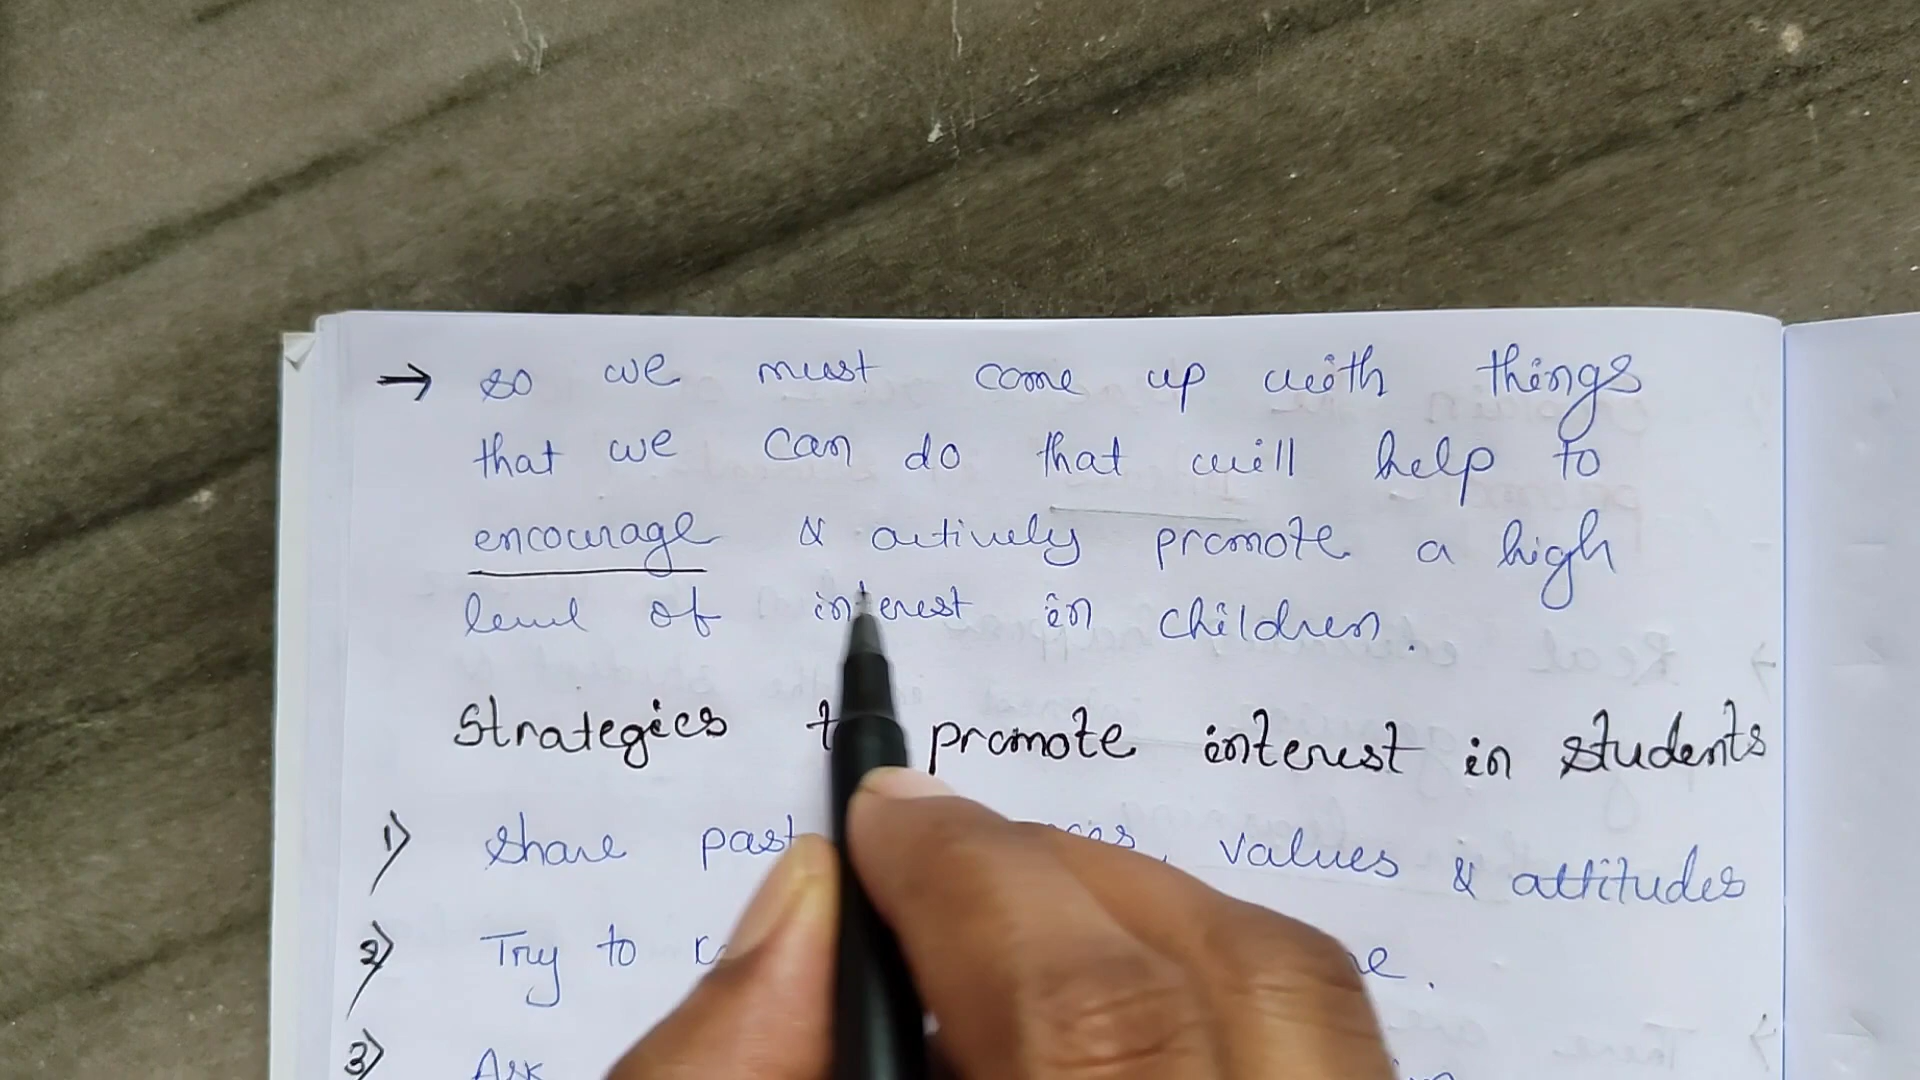 → so we must come up with things
that we can do that will help to
encourage & actively promote a high
level of interest in children.
Strategies promote interest in students
1) Share past values & attitudes
2) Try to
3) Ask